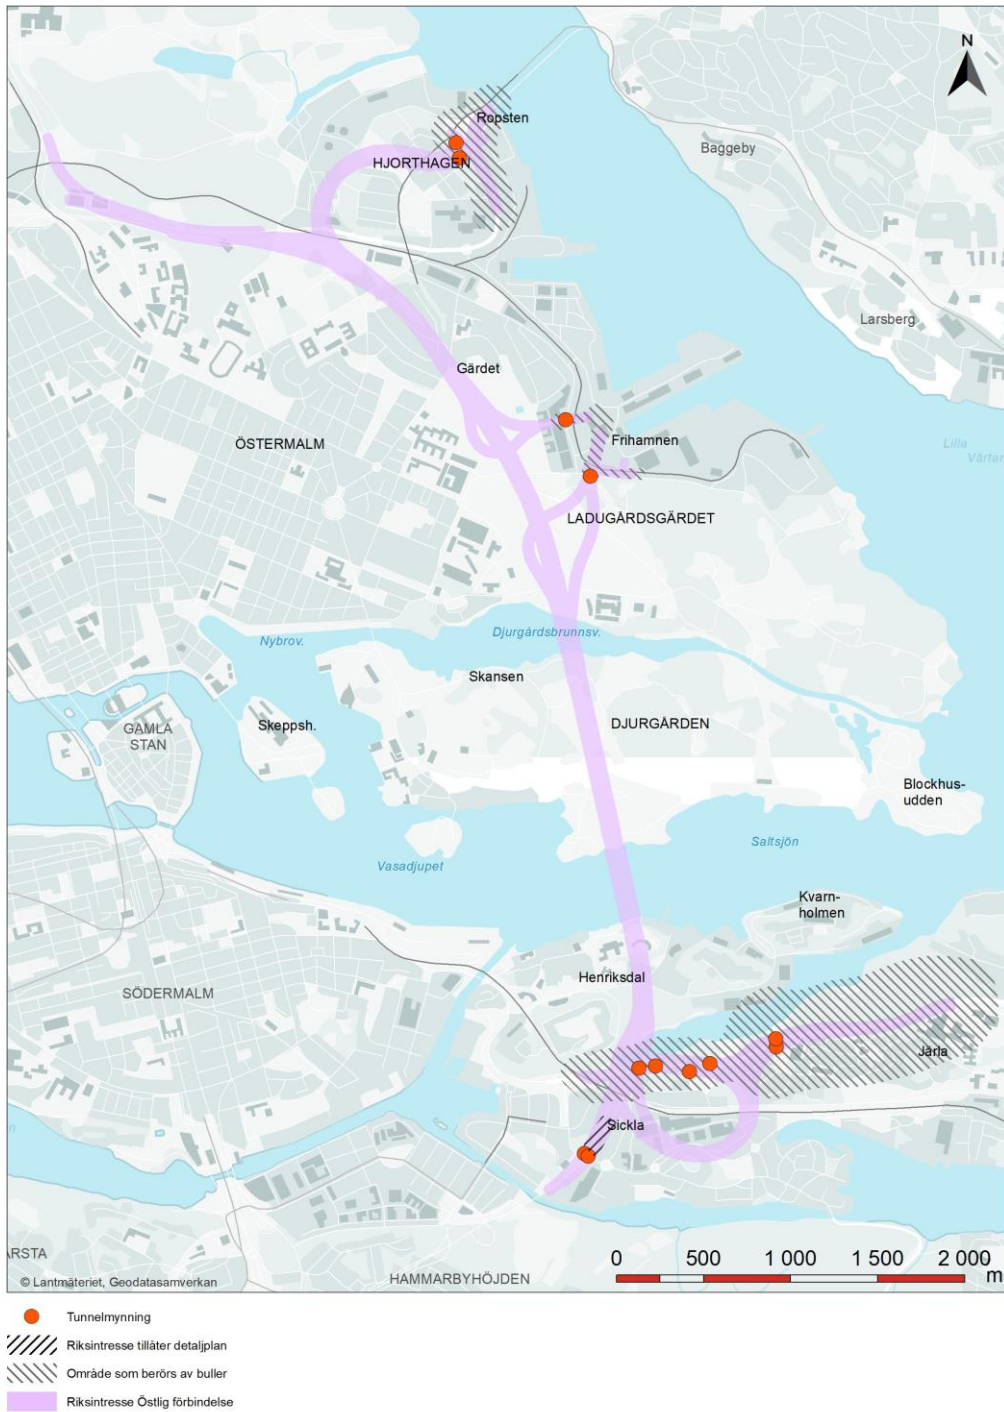 N
Ropsten
Baggeby
HJORTHAGEN
Larsberg
Gärdet
ÖSTERMALM
Frihamnen
Lilla
Värtan
LADUGÅRDSGÄRDET
Nybrov.
Djurgårdsbrunnsv.
Skansen
Skeppsh.
DJURGÅRDEN
GAMLA
STAN
Blockhus-
udden
Saltsjön
Vasadjupet
Kvarn-
holmen
Henriksdal
SÖDERMALM
Järla
Sickla
ÅRSTA
HAMMARBYHÖJDEN
© Lantmäteriet, Geodatasamverkan
0 500 1 000 1 500 2 000
m
Tunnelmynning
Riksintresse tillåter detaljplan
Område som berörs av buller
Riksintresse Östlig förbindelse